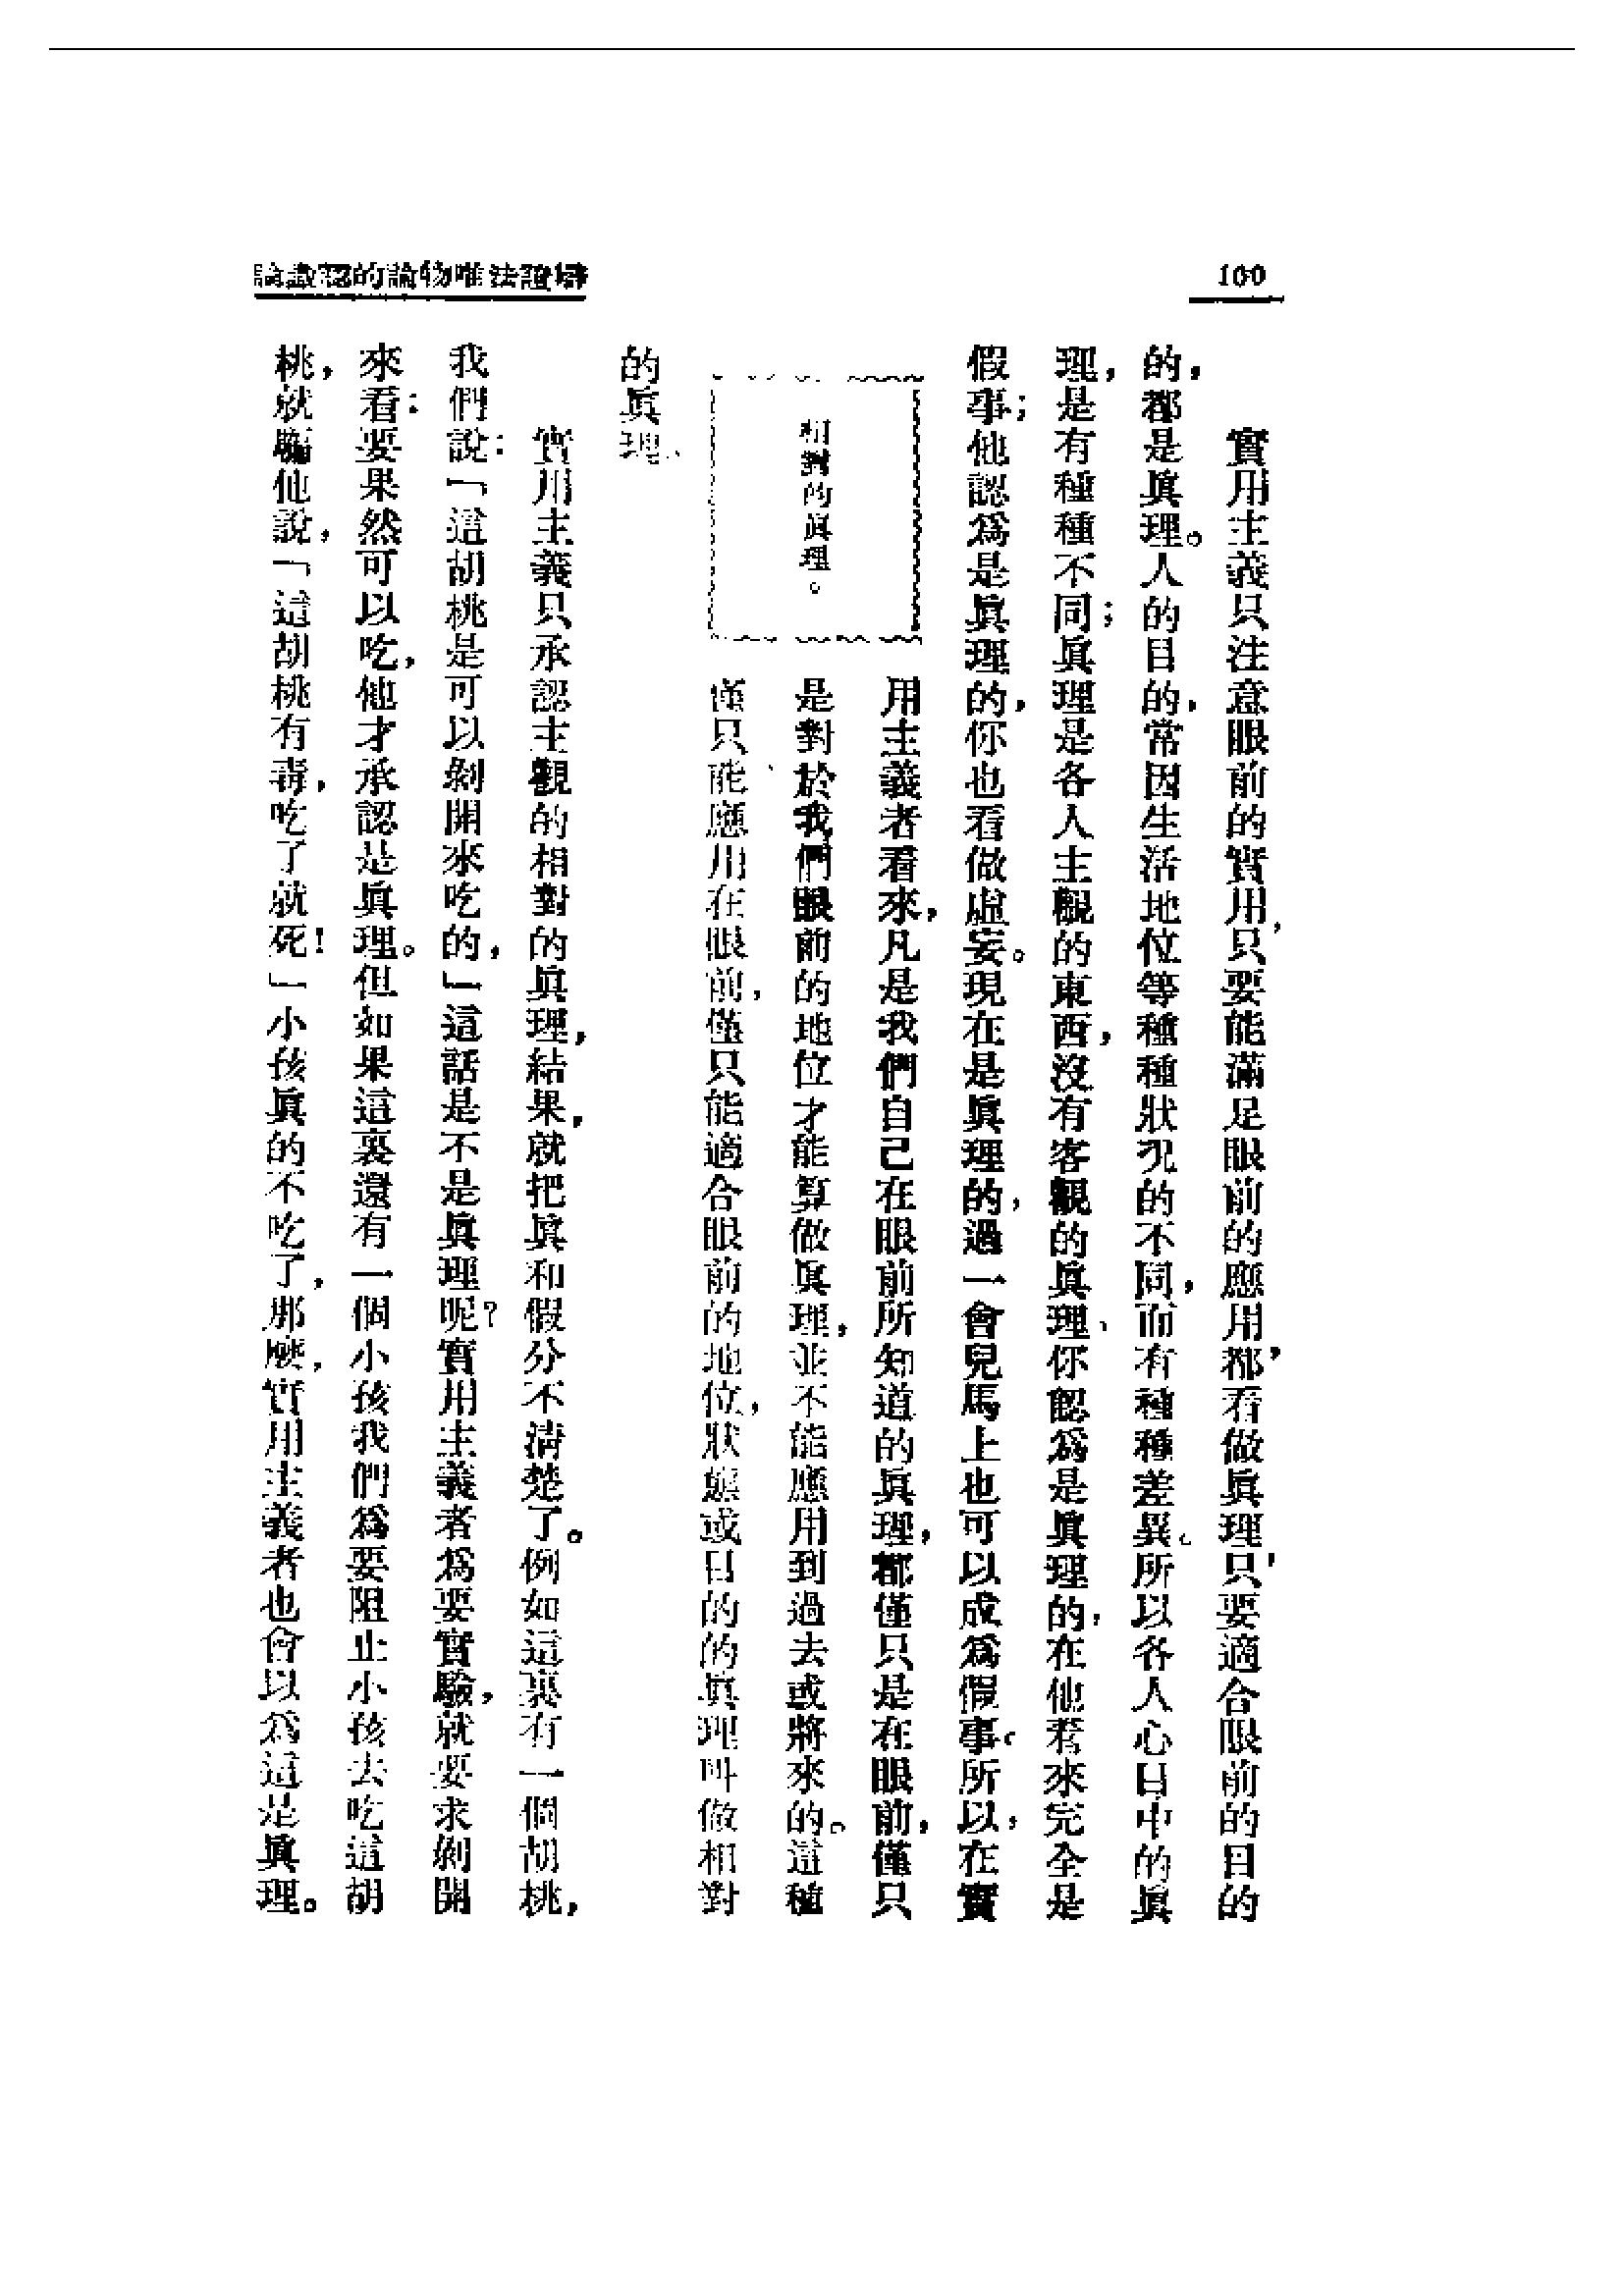 論識認的論物唯法證辯
100
實用主義只注意眼前的實用,只要能滿足眼前的應用,都看做眞理,只要適合眼前的目的
的,都是眞理。人的目的,常因生活地位等種種狀況的不同,而有種種差異。所以各人心目中的眞
理,是有種種不同;眞理是各人主觀的東西,沒有客觀的眞理、你認爲是眞理的,在他看來完全是
假事;他認爲是眞理的,你也看做虛妄。現在是眞理的,過一會兒馬上也可以成爲假事。所以,在實
用主義者看來,凡是我們自己在眼前所知道的眞理,都僅只是在眼前,僅只
是對於我們眼前的地位才能算做眞理,並不能應用到過去或將來的。這種
相對的眞理。
僅只能應用在眼前,僅只能適合眼前的地位,狀態或目的的眞理叫做相對
的眞理、
實用主義只承認主觀的相對的眞理,結果,就把眞和假分不清楚了。例如這裏有一個胡桃,
我們說:「這胡桃是可以剝開來吃的,」這話是不是眞理呢?實用主義者爲要實驗,就要求剝開
來看:要果然可以吃,他才承認是眞理。但如果這裏還有一個小孩我們爲要阻止小孩去吃這胡
桃,就騙他說,「這胡桃有毒,吃了就死!」小孩眞的不吃了,那麽,實用主義者也會以爲這是眞理。